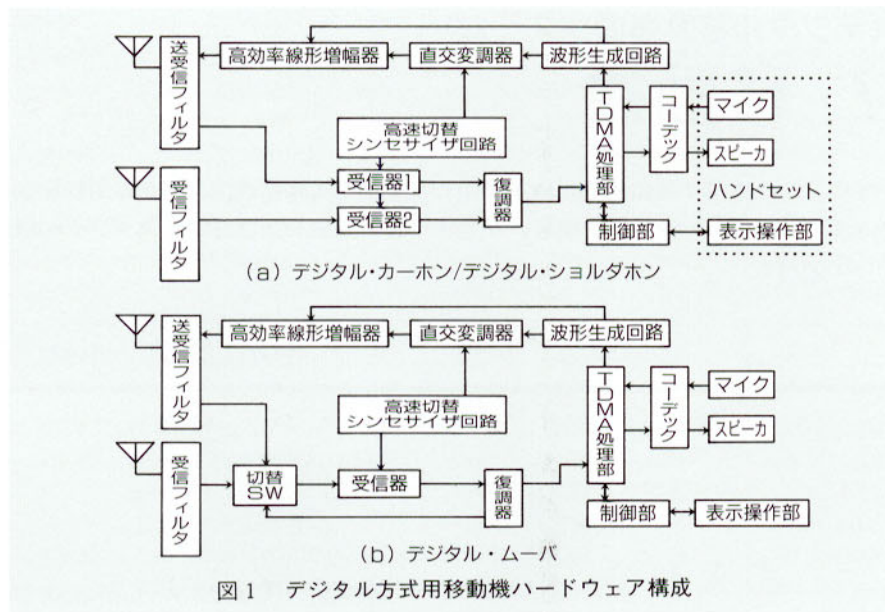 送受信フィルタ
高効率線形増幅器
直交変調器
波形生成回路
高速切替
シンセサイザ回路
受信器1
受信器2
受信フィルタ
復調器
TDMA処理部
コーデック
マイク
スピーカ
ハンドセット
制御部
表示操作部
(a) デジタル・カーホン/デジタル・ショルダホン
送受信フィルタ
高効率線形増幅器
直交変調器
波形生成回路
高速切替
シンセサイザ回路
受信フィルタ
切替
SW
受信器
復調器
TDMA処理部
コーデック
マイク
スピーカ
制御部
表示操作部
(b) デジタル・ムーバ
図1 デジタル方式用移動機ハードウェア構成